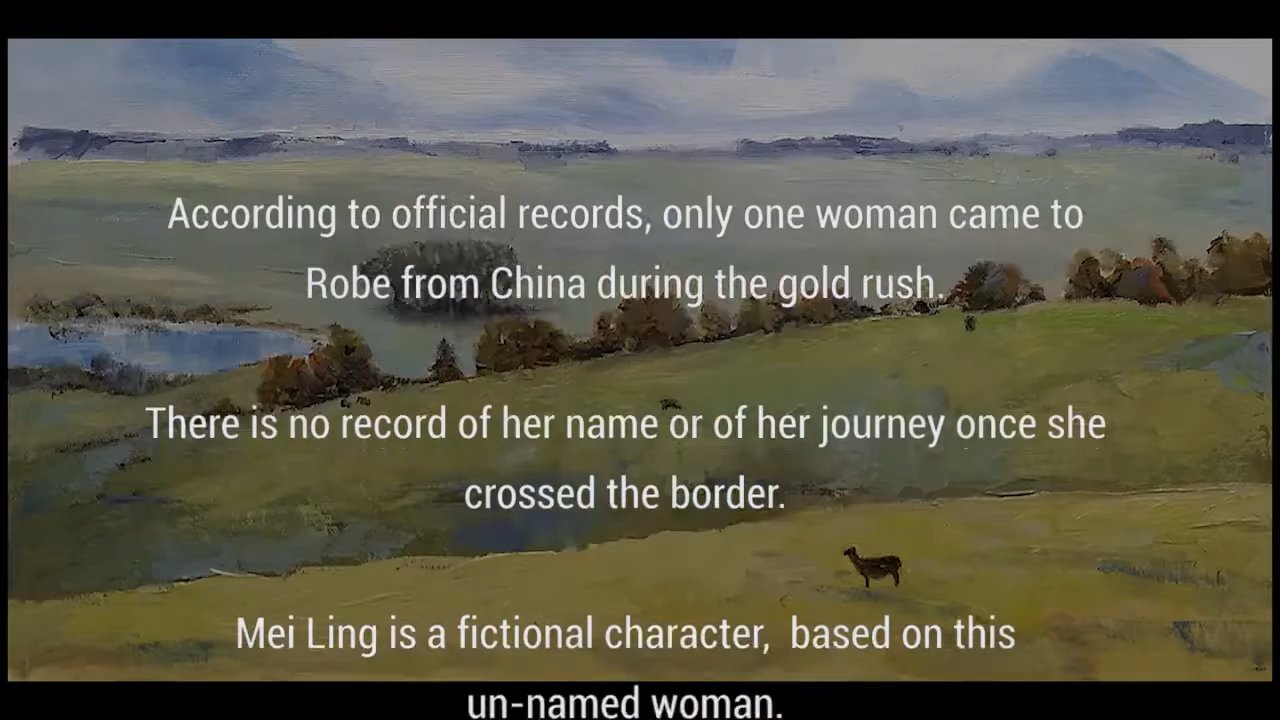 According to official records, only one woman came to
Robe from China during the gold rush.
There is no record of her name or of her journey once she
crossed the border.
Mei Ling is a fictional character,  based on this
un-named woman.